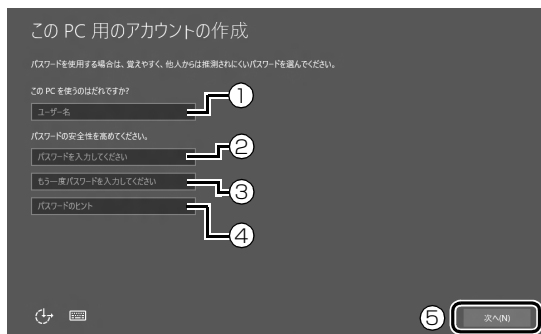 この PC 用のアカウントの作成
パスワードを使用する場合は、覚えやすく、他人からは推測されにくいパスワードを選んでください。
この PC を使うのはだれですか?
ユーザー名
①
パスワードの安全性を高めてください。
パスワードを入力してください
②
もう一度パスワードを入力してください
③
パスワードのヒント
④
⑤
次へ(N)